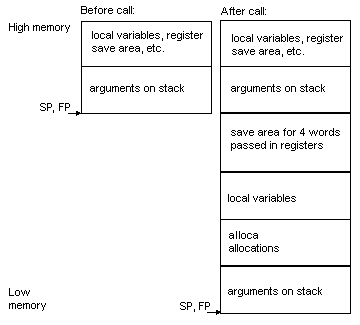 Before call:
After call:
High memory
local variables, register
save area, etc.
local variables, register
save area, etc.
arguments on stack
arguments on stack
SP, FP
save area for 4 words
passed in registers
local variables
alloca
allocations
Low
memory
SP, FP
arguments on stack